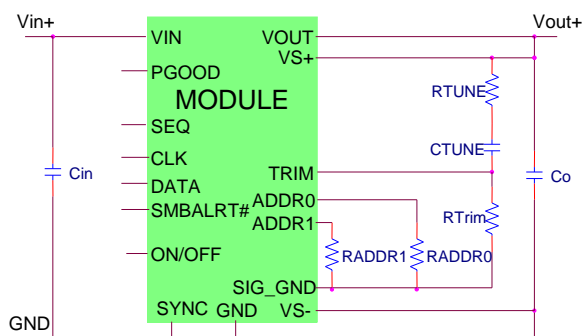 Vin+
Vout+
VIN
VOUT
VS+
PGOOD
RTUNE
MODULE
SEQ
CTUNE
CLK
TRIM
Cin
Co
DATA
ADDR0
SMBALRT#
RTrim
ADDR1
ON/OFF
RADDR1
RADDR0
SIG_GND
SYNC
GND
VS-
GND